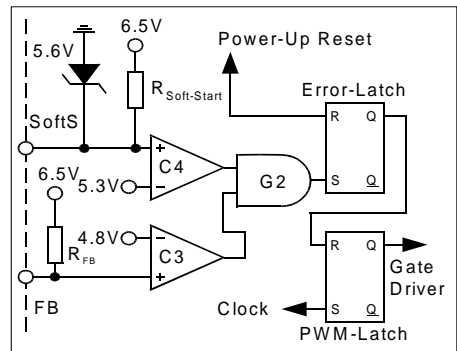 6.5V
5.6V
Power-Up Reset
R Soft-Start
Error-Latch
SoftS
R Q
+
C4
6.5V
5.3V
-
G2
S Q
4.8V
-
R FB
C3
R Q
+
Gate
Driver
FB
Clock
S Q
PWM-Latch